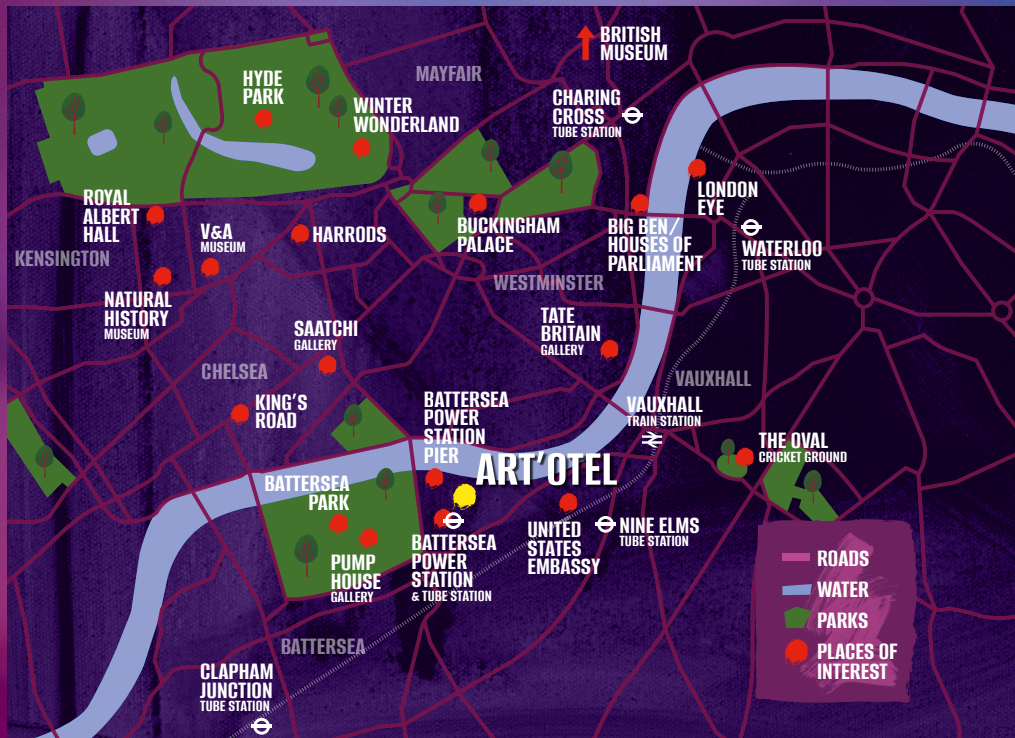 BRITISH
MUSEUM
MAYFAIR
HYDE
PARK
WINTER
WONDERLAND
CHARING
CROSS
TUBE STATION
ROYAL
ALBERT
HALL
V&A
MUSEUM
HARRODS
BUCKINGHAM
PALACE
BIG BEN/
HOUSES OF
PARLIAMENT
LONDON
EYE
WATERLOO
TUBE STATION
KENSINGTON
NATURAL
HISTORY
MUSEUM
WESTMINSTER
SAATCHI
GALLERY
TATE
BRITAIN
GALLERY
CHELSEA
VAUXHALL
KING'S
ROAD
BATTERSEA
POWER
STATION
PIER
VAUXHALL
TRAIN STATION
THE OVAL
CRICKET GROUND
ART'OTEL
BATTERSEA
PARK
PUMP
HOUSE
GALLERY
BATTERSEA
POWER
STATION
& TUBE STATION
UNITED
STATES
EMBASSY
NINE ELMS
TUBE STATION
BATTERSEA
CLAPHAM
JUNCTION
TUBE STATION
ROADS
WATER
PARKS
PLACES OF
INTEREST